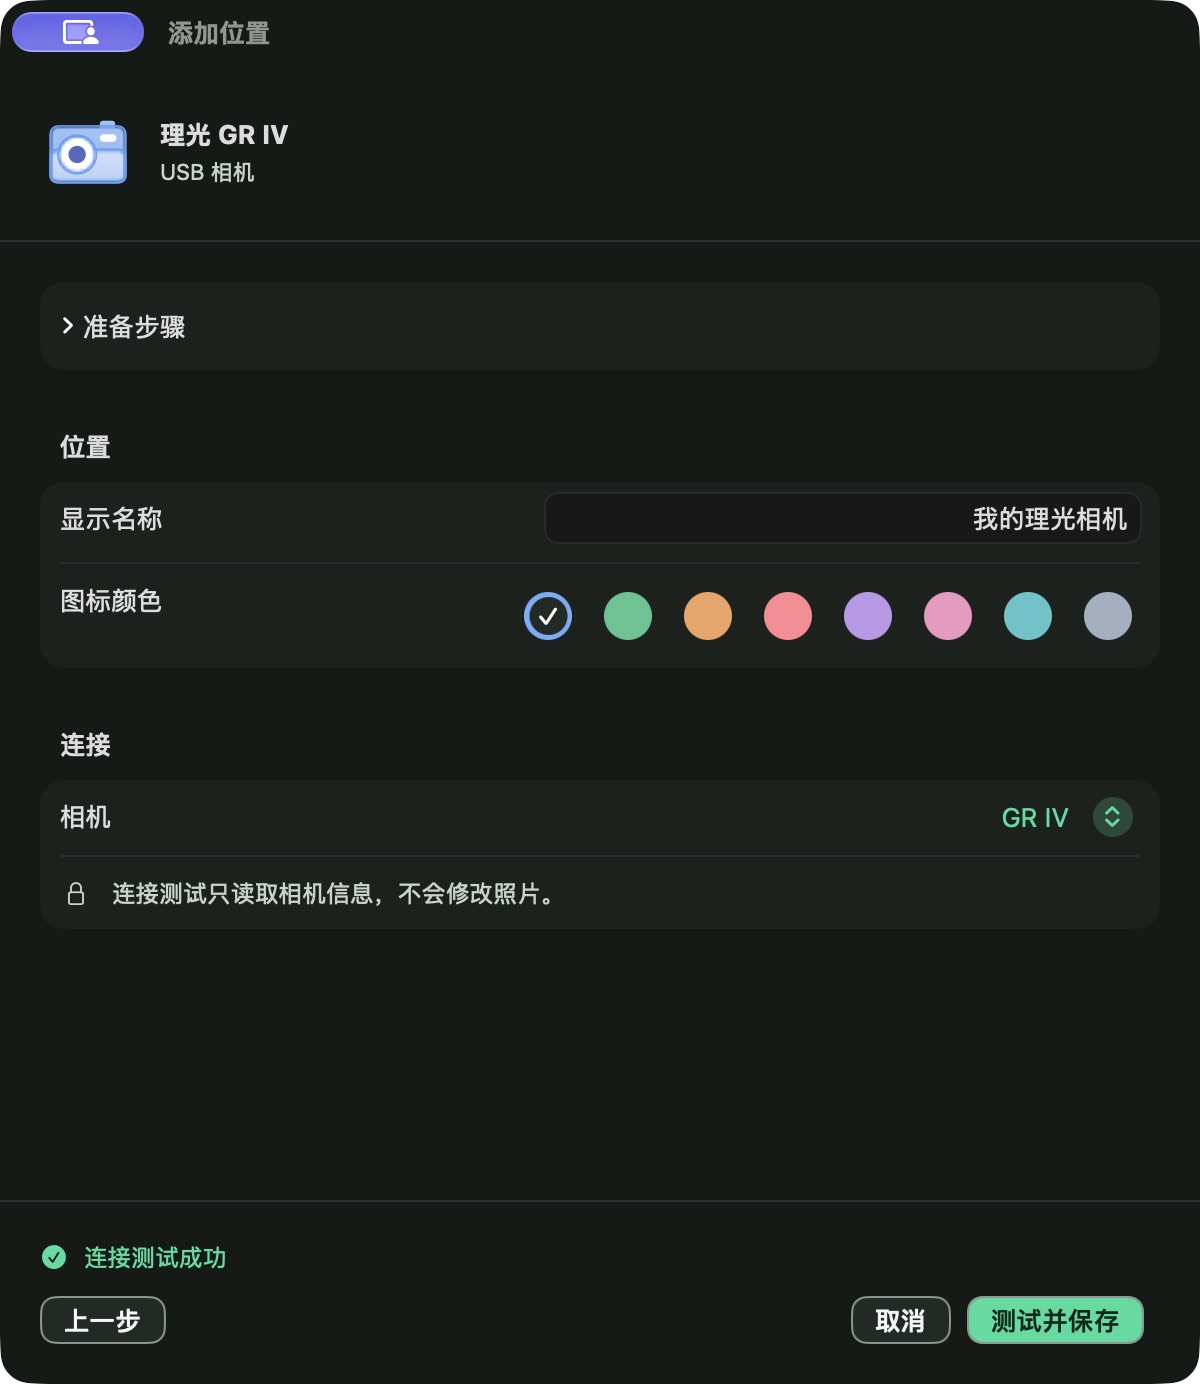 添加位置
理光 GR IV
USB 相机
准备步骤
位置
显示名称
我的理光相机
图标颜色
连接
相机
GR IV
连接测试只读取相机信息，不会修改照片。
连接测试成功
上一步
取消
测试并保存